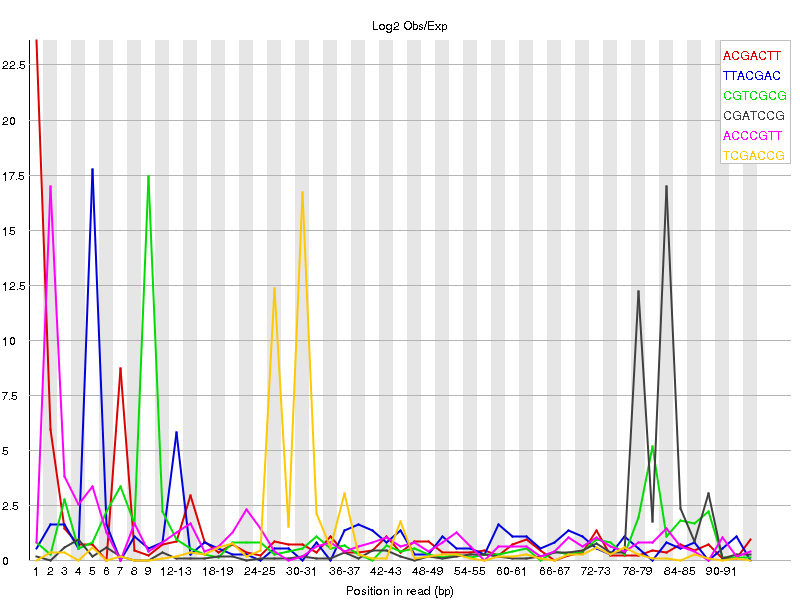 Log2 Obs/Exp
ACGACTT
TTACGAC
CGTCGCG
CGATCCG
ACCCGTT
TCGACCG
22.5
20
17.5
15
12.5
10
7.5
5
2.5
0
1 2 3 4 5 6 7 8 9 12-13 18-19 24-25 30-31 36-37 42-43 48-49 54-55 60-61 66-67 72-73 78-79 84-85 90-91
Position in read (bp)